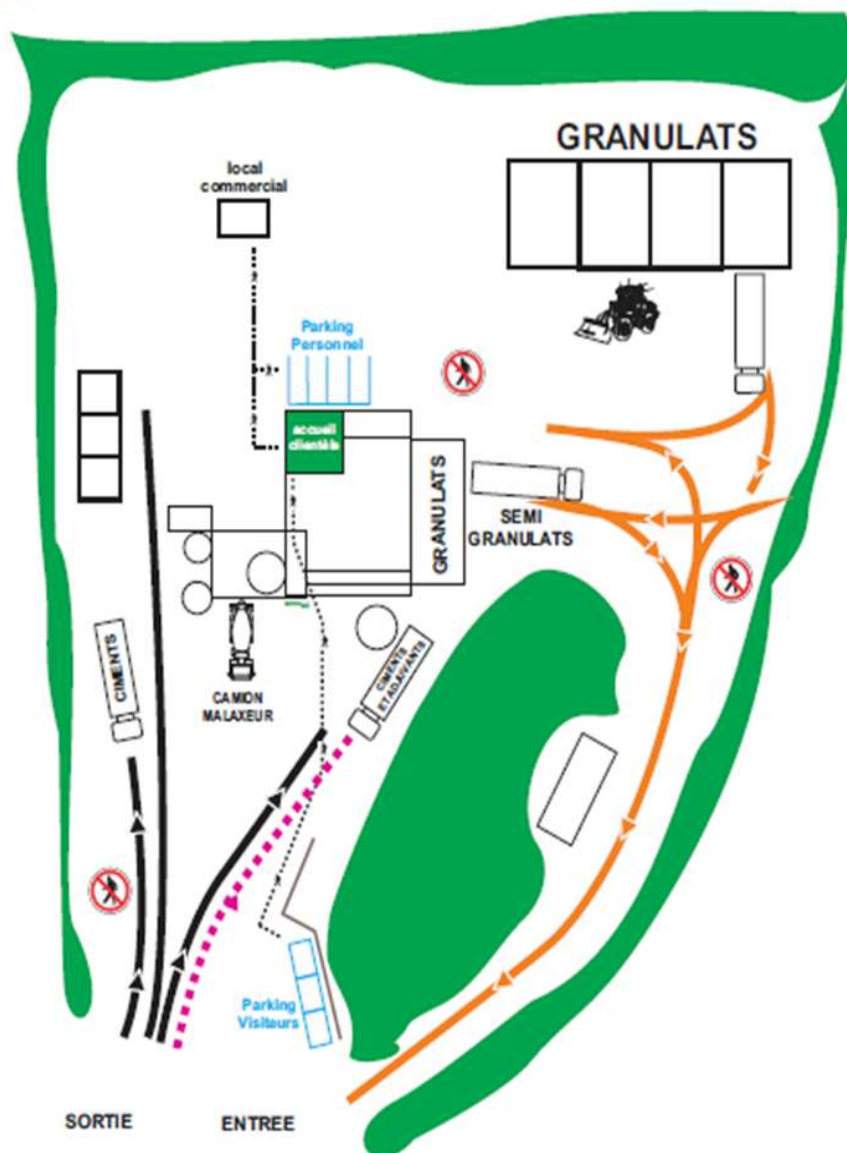 GRANULATS
local
commercial
Parking
Personnel
accueil
clientèle
GRANULATS
SEMI
GRANULATS
CIMENTS
CAMION
MALAXEUR
CIMENTS
ET ADJUVANTS
Parking
Visiteurs
SORTIE
ENTREE